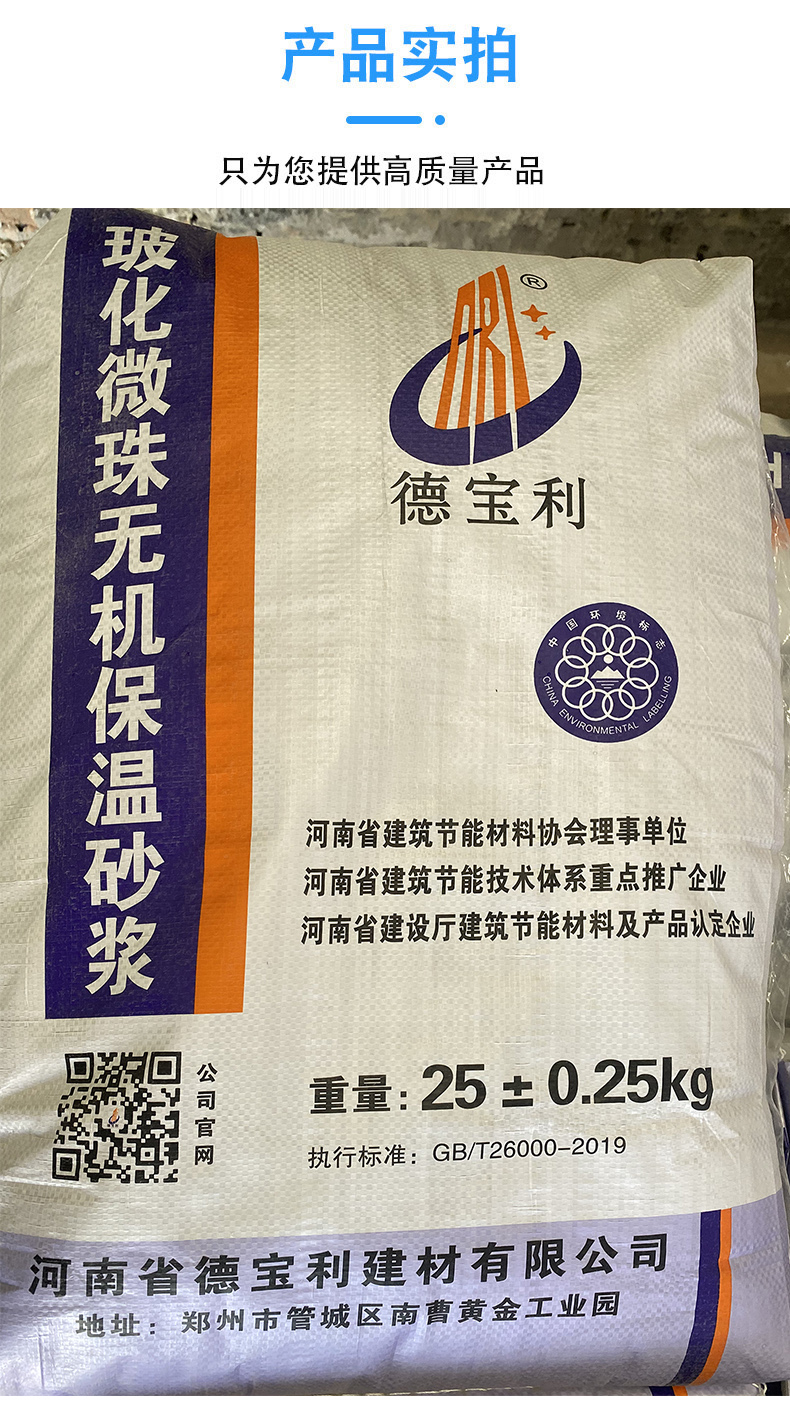 产品实拍
只为您提供高质量产品
玻化微珠无机保温砂浆
®
德宝利
中国环境标志
CHINA ENVIRONMENTAL LABELLING
河南省建筑节能材料协会理事单位
河南省建筑节能技术体系重点推广企业
河南省建设厅建筑节能材料及产品认定企业
公司官网
重量：25±0.25kg
执行标准：GB/T26000-2019
河南省德宝利建材有限公司
地址：郑州市管城区南曹黄金工业园